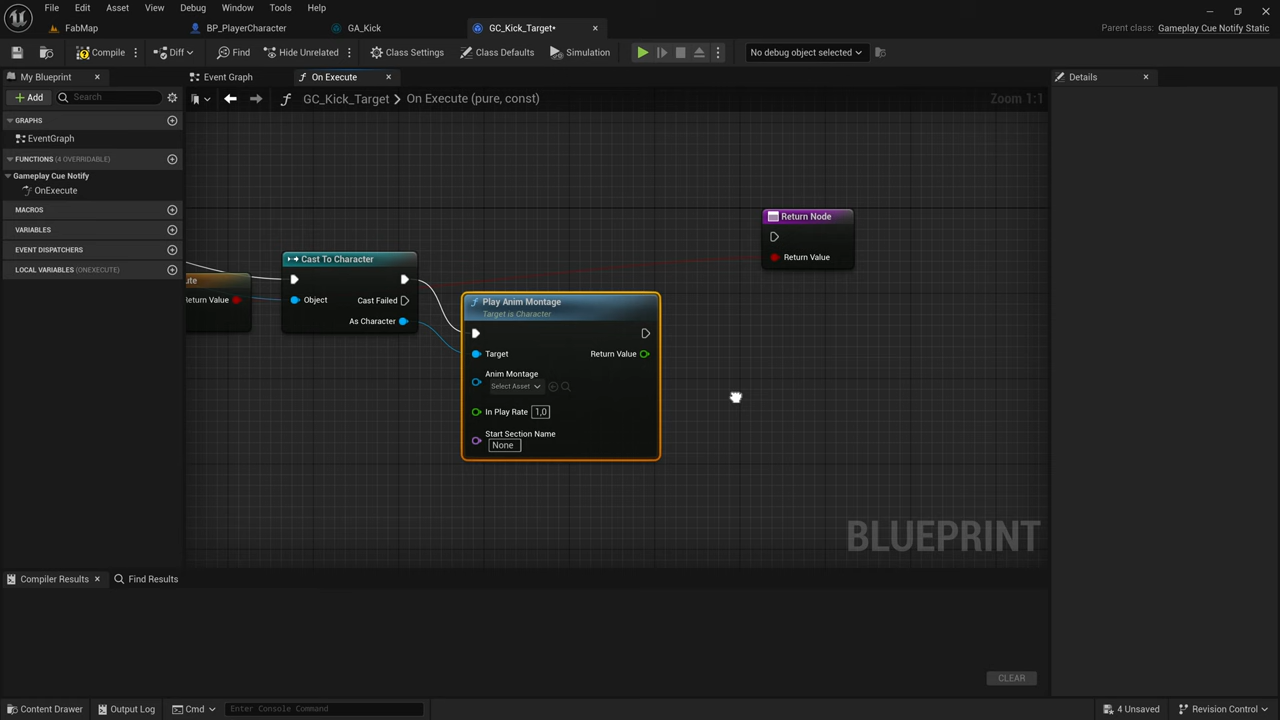 File Edit Asset View Debug Window Tools Help
FabMap BP_PlayerCharacter GA_Kick GC_Kick_Target* Parent class: Gameplay Cue Notify Static
Compile Diff Find Hide Unrelated Class Settings Class Defaults Simulation No debug object selected
My Blueprint Event Graph On Execute Details
Add Search GC_Kick_Target > On Execute (pure, const) Zoom 1:1
GRAPHS
EventGraph
FUNCTIONS (4 OVERRIDABLE)
Gameplay Cue Notify
OnExecute
MACROS
VARIABLES
EVENT DISPATCHERS
LOCAL VARIABLES (ONEXECUTE)
ute
Return Value
Cast To Character
Object
Cast Failed
As Character
Play Anim Montage
Target is Character
Target
Return Value
Anim Montage
Select Asset
In Play Rate 1,0
Start Section Name
None
Return Node
Return Value
BLUEPRINT
Compiler Results Find Results
CLEAR
Content Drawer Output Log Cmd Enter Console Command 4 Unsaved Revision Control